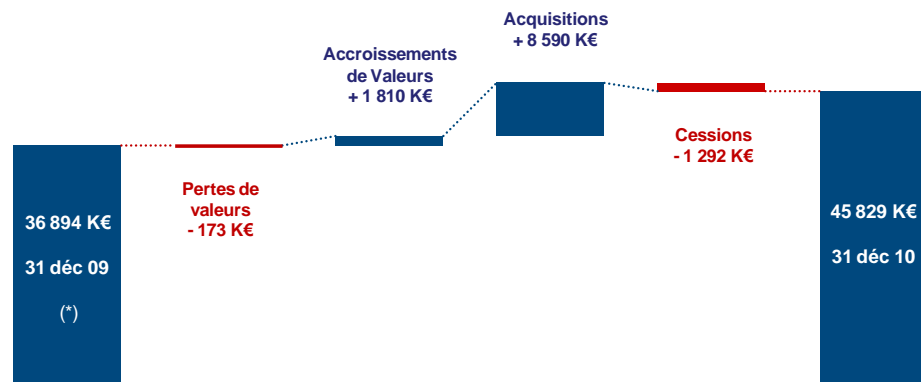 Acquisitions
+ 8 590 K€
Accroissements
de Valeurs
+ 1 810 K€
Cessions
- 1 292 K€
Pertes de
valeurs
- 173 K€
36 894 K€
31 déc 09
(*)
45 829 K€
31 déc 10